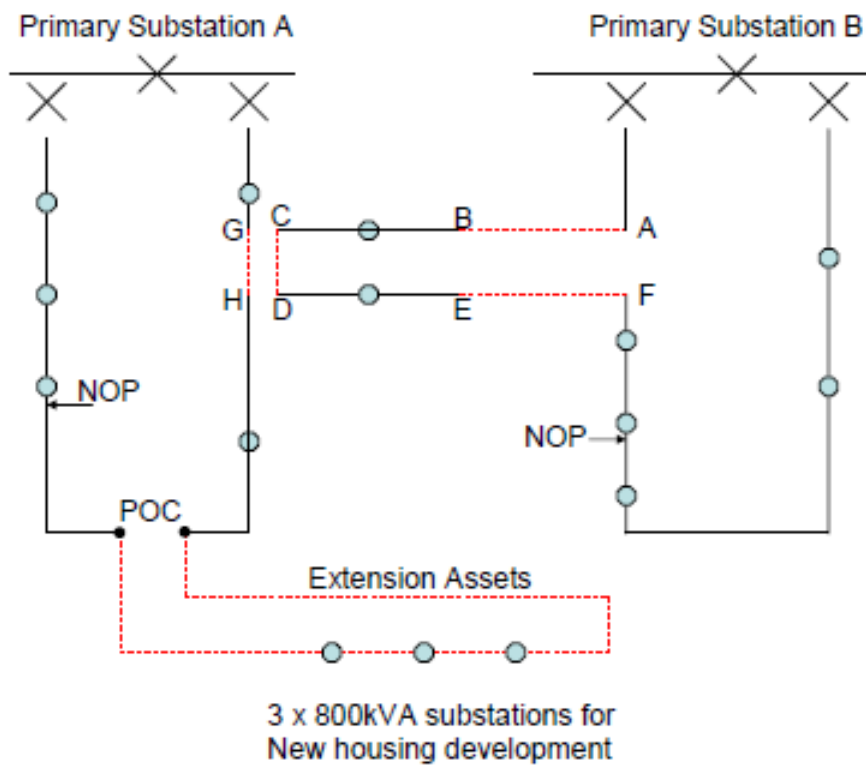 Primary Substation A
Primary Substation B
G
C
B
A
H
D
E
F
NOP
NOP
POC
Extension Assets
3 x 800kVA substations for
New housing development